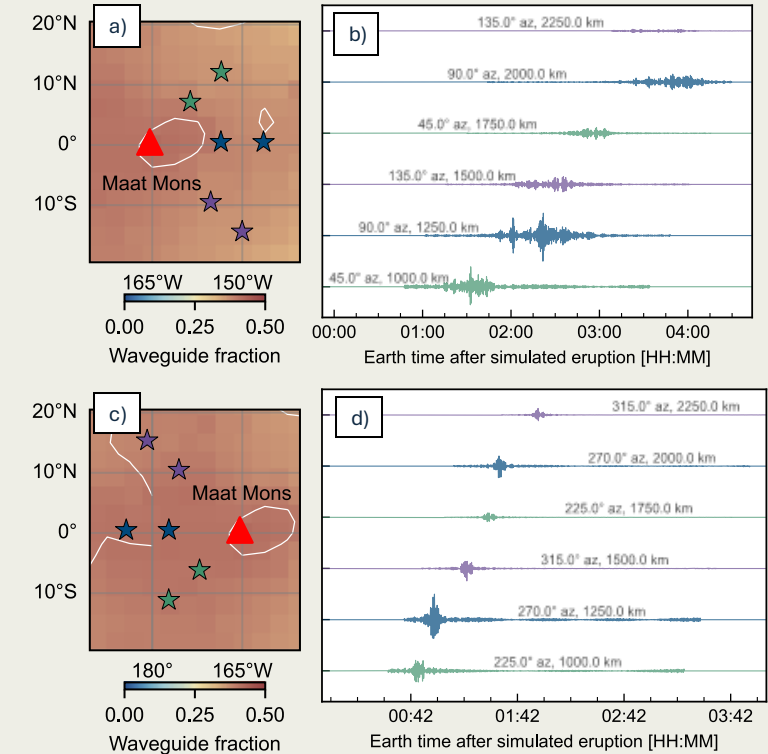 a)
20°N
10°N
0°
10°S
Maat Mons
165°W 150°W
0.00 0.25 0.50
Waveguide fraction
b)
135.0° az, 2250.0 km
90.0° az, 2000.0 km
45.0° az, 1750.0 km
135.0° az, 1500.0 km
90.0° az, 1250.0 km
45.0° az, 1000.0 km
00:00 01:00 02:00 03:00 04:00
Earth time after simulated eruption [HH:MM]
c)
20°N
10°N
0°
10°S
Maat Mons
180° 165°W
0.00 0.25 0.50
Waveguide fraction
d)
315.0° az, 2250.0 km
270.0° az, 2000.0 km
225.0° az, 1750.0 km
315.0° az, 1500.0 km
270.0° az, 1250.0 km
225.0° az, 1000.0 km
00:42 01:42 02:42 03:42
Earth time after simulated eruption [HH:MM]